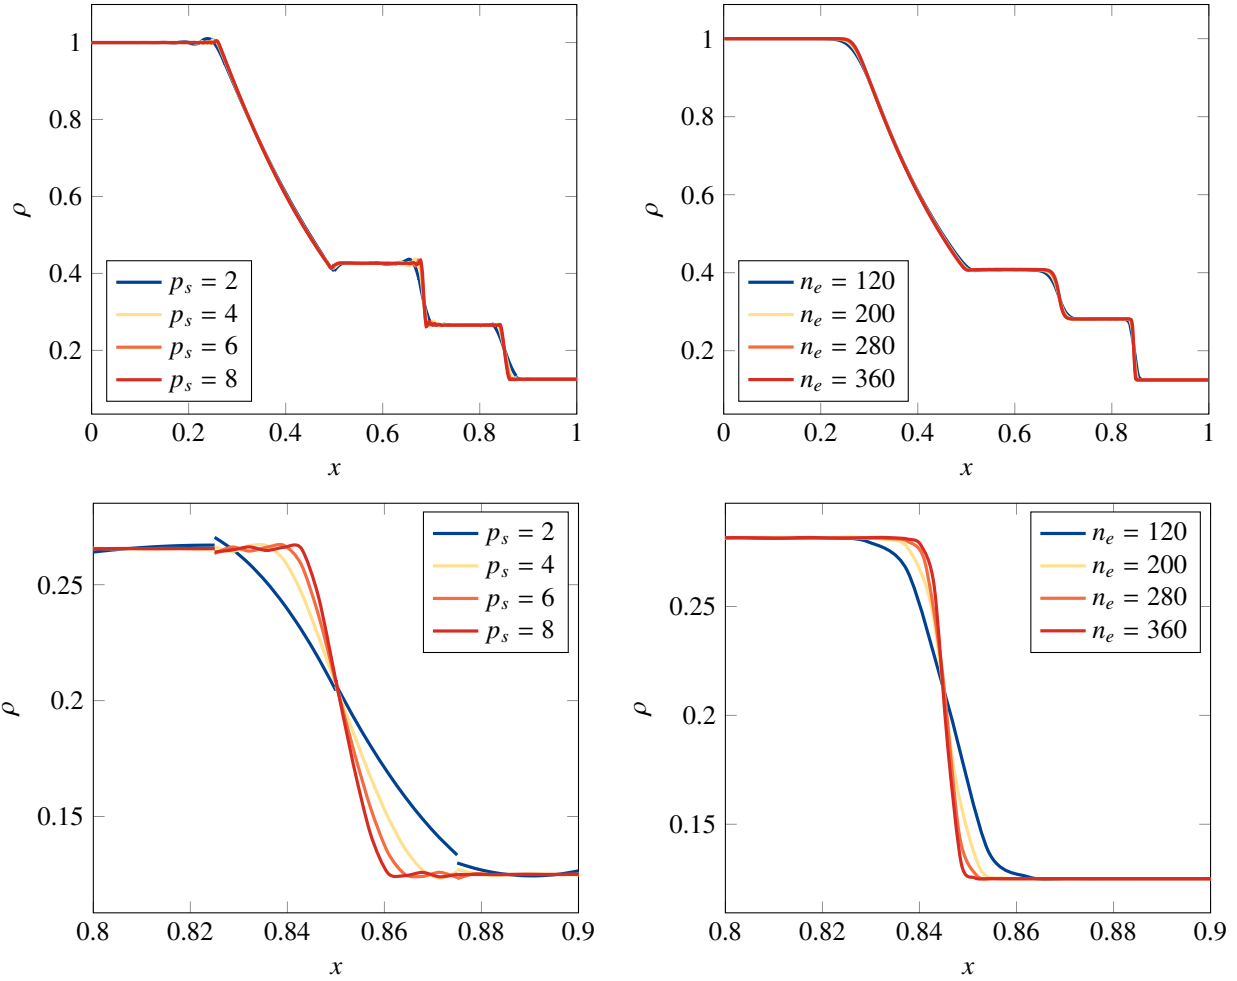 1
0.8
0.6
0.4
0.2
ρ
p_s = 2
p_s = 4
p_s = 6
p_s = 8
0 0.2 0.4 0.6 0.8 1
x
1
0.8
0.6
0.4
0.2
ρ
n_e = 120
n_e = 200
n_e = 280
n_e = 360
0 0.2 0.4 0.6 0.8 1
x
0.25
0.2
0.15
ρ
p_s = 2
p_s = 4
p_s = 6
p_s = 8
0.8 0.82 0.84 0.86 0.88 0.9
x
0.25
0.2
0.15
ρ
n_e = 120
n_e = 200
n_e = 280
n_e = 360
0.8 0.82 0.84 0.86 0.88 0.9
x